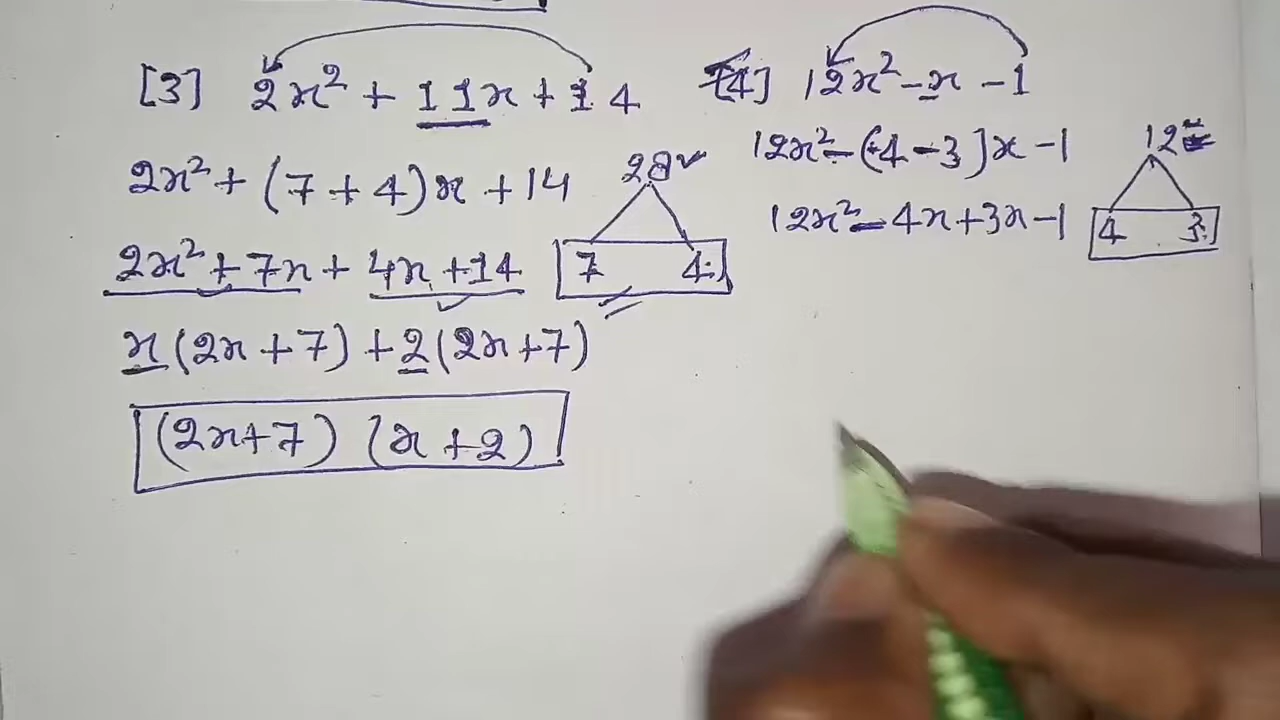 [3] 2x² + 11x + 14
2x² + (7 + 4)x + 14
28
2x² + 7x + 4x + 14
7 4
x(2x + 7) + 2(2x + 7)
(2x+7) (x+2)
[4] 12x² - x - 1
12x² - (4 - 3)x - 1
12
12x² - 4x + 3x - 1
4 3